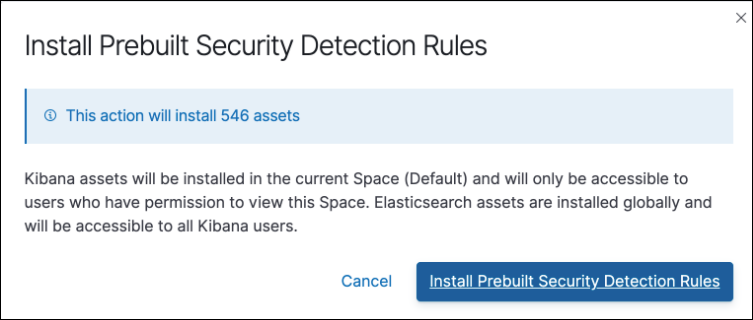 Install Prebuilt Security Detection Rules
This action will install 546 assets
Kibana assets will be installed in the current Space (Default) and will only be accessible to
users who have permission to view this Space. Elasticsearch assets are installed globally and
will be accessible to all Kibana users.
Cancel
Install Prebuilt Security Detection Rules